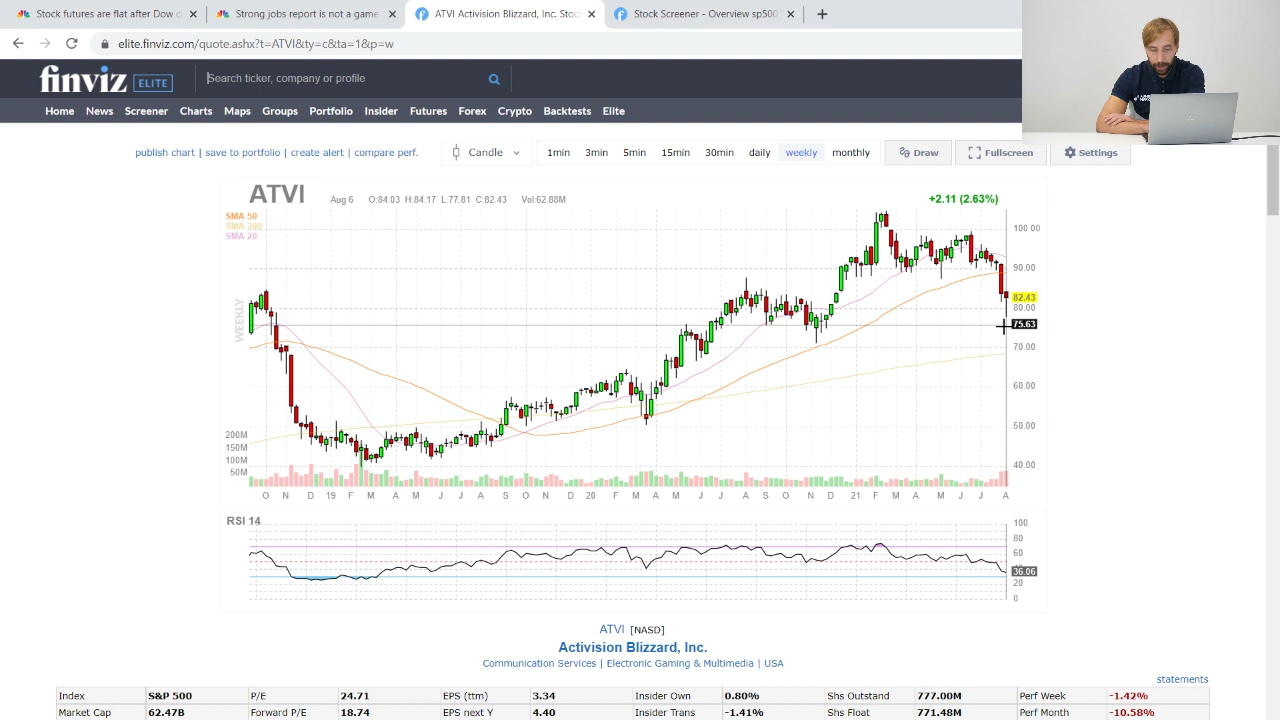 Stock futures are flat after Dow c
Strong jobs report is not a game
ATVI Activision Blizzard, Inc. Stoc
Stock Screener - Overview sp500
elite.finviz.com/quote.ashx?t=ATVI&ty=c&ta=1&p=w
finviz ELITE
Search ticker, company or profile
Home News Screener Charts Maps Groups Portfolio Insider Futures Forex Crypto Backtests Elite
publish chart | save to portfolio | create alert | compare perf.
Candle 1min 3min 5min 15min 30min daily weekly monthly Draw Fullscreen Settings
ATVI Aug 6 O:84.03 H:84.17 L:77.81 C:82.43 Vol:62.88M +2.11 (2.63%)
SMA 50
SMA 200
SMA 20
WEEKLY
100.00
90.00
82.43
80.00
75.63
70.00
60.00
50.00
40.00
200M
150M
100M
50M
O N D 19 F M A M J J A S O N D 20 F M A M J J A S O N D 21 F M A M J J A
RSI 14
100
80
60
36.06
20
0
ATVI [NASD]
Activision Blizzard, Inc.
Communication Services | Electronic Gaming & Multimedia | USA
statements
Index S&P 500 P/E 24.71 EPS (ttm) 3.34 Insider Own 0.80% Shs Outstand 777.00M Perf Week -1.42%
Market Cap 62.47B Forward P/E 18.74 EPS next Y 4.40 Insider Trans -1.41% Shs Float 771.48M Perf Month -10.58%